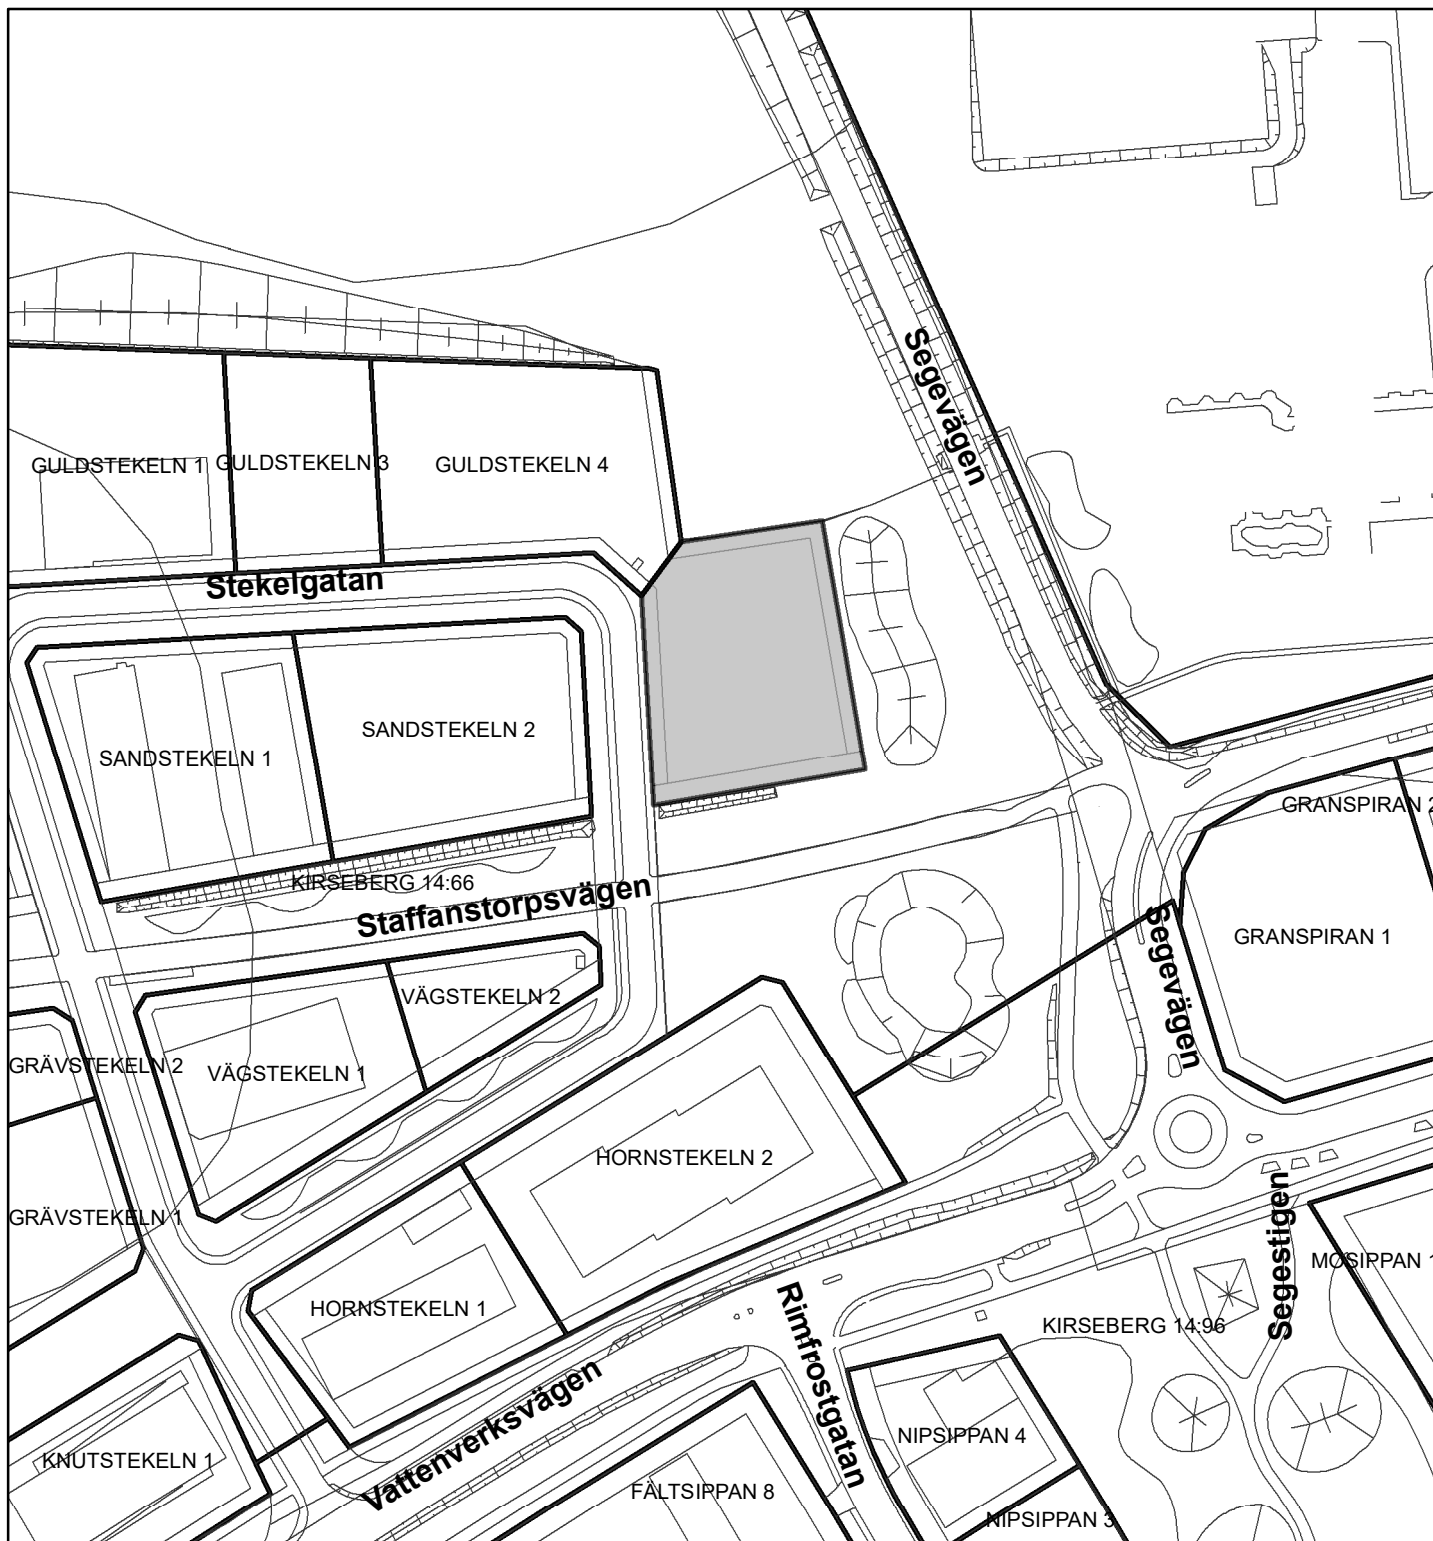 Segevägen
GULDSTEKELN 1
GULDSTEKELN 3
GULDSTEKELN 4
Stekelgatan
SANDSTEKELN 1
SANDSTEKELN 2
GRANSPIRAN 2
KIRSEBERG 14:66
Staffanstorpsvägen
GRANSPIRAN 1
Segevägen
VÄGSTEKELN 2
GRÄVSTEKELN 2
VÄGSTEKELN 1
HORNSTEKELN 2
GRÄVSTEKELN 1
Segestigen
MOSIPPAN 1
HORNSTEKELN 1
Rimfrostgatan
KIRSEBERG 14:96
Vattenverksvägen
NIPSIPPAN 4
KNUTSTEKELN 1
FÄLTSIPPAN 8
NIPSIPPAN 3